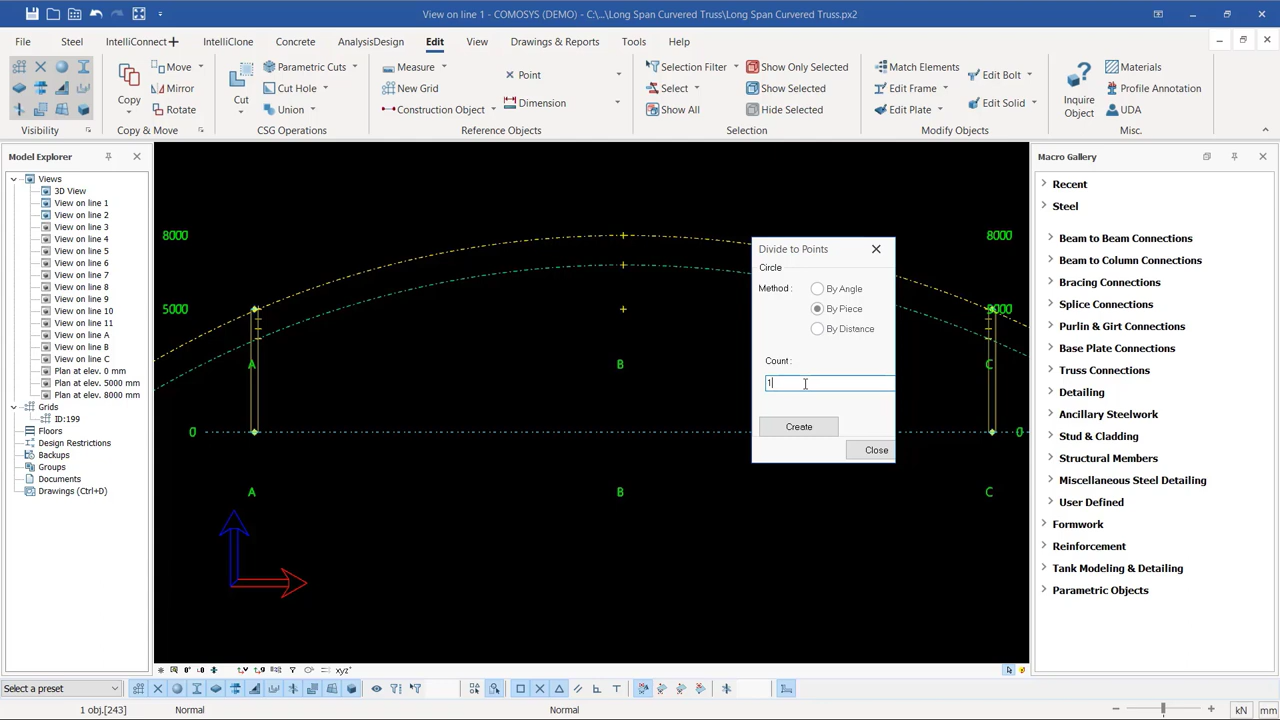 View on line 1 - COMOSYS (DEMO) - C:\...\Long Span Curvered Truss\Long Span Curvered Truss.px2
File
Steel
IntelliConnect
IntelliClone
Concrete
AnalysisDesign
Edit
View
Drawings & Reports
Tools
Help
Visibility
Copy
Move
Mirror
Rotate
Copy & Move
Cut
Parametric Cuts
Cut Hole
Union
CSG Operations
Measure
New Grid
Construction Object
Point
Dimension
Reference Objects
Selection Filter
Select
Show All
Show Only Selected
Show Selected
Hide Selected
Selection
Match Elements
Edit Frame
Edit Plate
Edit Bolt
Edit Solid
Modify Objects
Inquire
Object
Materials
Profile Annotation
UDA
Misc.
Model Explorer
Views
3D View
View on line 1
View on line 2
View on line 3
View on line 4
View on line 5
View on line 6
View on line 7
View on line 8
View on line 9
View on line 10
View on line 11
View on line A
View on line B
View on line C
Plan at elev. 0 mm
Plan at elev. 5000 mm
Plan at elev. 8000 mm
Grids
ID:199
Floors
Design Restrictions
Backups
Groups
Documents
Drawings (Ctrl+D)
8000
8000
5000
5000
A
B
C
0
0
A
B
C
Divide to Points
Circle
Method :
By Angle
By Piece
By Distance
Count :
1
Create
Close
Macro Gallery
Recent
Steel
Beam to Beam Connections
Beam to Column Connections
Bracing Connections
Splice Connections
Purlin & Girt Connections
Base Plate Connections
Truss Connections
Detailing
Ancillary Steelwork
Stud & Cladding
Structural Members
Miscellaneous Steel Detailing
User Defined
Formwork
Reinforcement
Tank Modeling & Detailing
Parametric Objects
xyz
Select a preset
1 obj.[243]
Normal
Normal
kN
mm